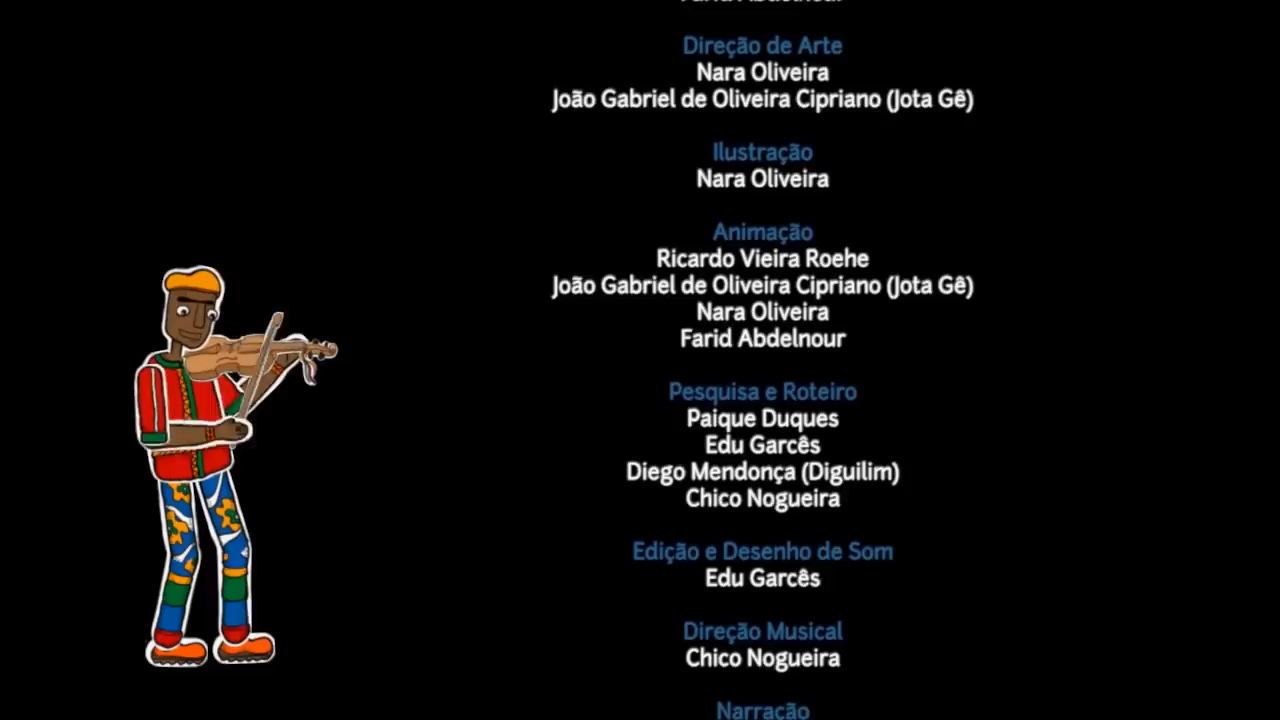 Direção de Arte
Nara Oliveira
João Gabriel de Oliveira Cipriano (Jota Gê)
Ilustração
Nara Oliveira
Animação
Ricardo Vieira Roehe
João Gabriel de Oliveira Cipriano (Jota Gê)
Nara Oliveira
Farid Abdelnour
Pesquisa e Roteiro
Paique Duques
Edu Garcês
Diego Mendonça (Diguilim)
Chico Nogueira
Edição e Desenho de Som
Edu Garcês
Direção Musical
Chico Nogueira
Narração